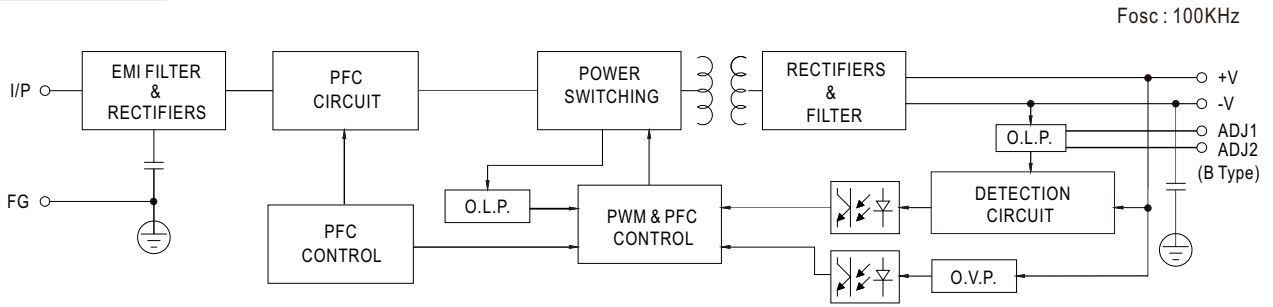 Fosc : 100KHz
I/P
EMI FILTER
&
RECTIFIERS
PFC
CIRCUIT
POWER
SWITCHING
RECTIFIERS
&
FILTER
+V
-V
O.L.P.
ADJ1
ADJ2
(B Type)
FG
PFC
CONTROL
O.L.P.
PWM & PFC
CONTROL
DETECTION
CIRCUIT
O.V.P.